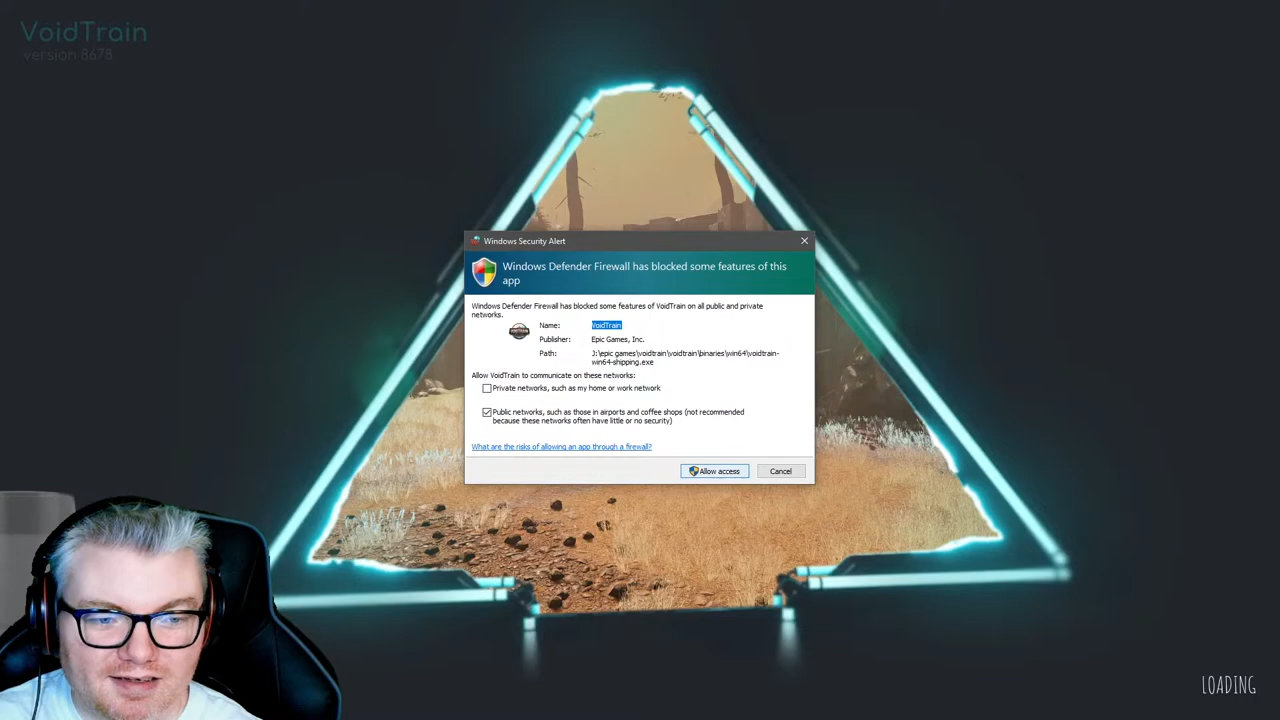 VoidTrain
version 8678
Windows Security Alert
Windows Defender Firewall has blocked some features of this
app
Windows Defender Firewall has blocked some features of VoidTrain on all public and private
networks.
Name: VoidTrain
Publisher: Epic Games, Inc.
Path: J:\epic games\voidtrain\voidtrain\binaries\win64\voidtrain-
win64-shipping.exe
Allow VoidTrain to communicate on these networks:
Private networks, such as my home or work network
Public networks, such as those in airports and coffee shops (not recommended
because these networks often have little or no security)
What are the risks of allowing an app through a firewall?
Allow access Cancel
LOADING